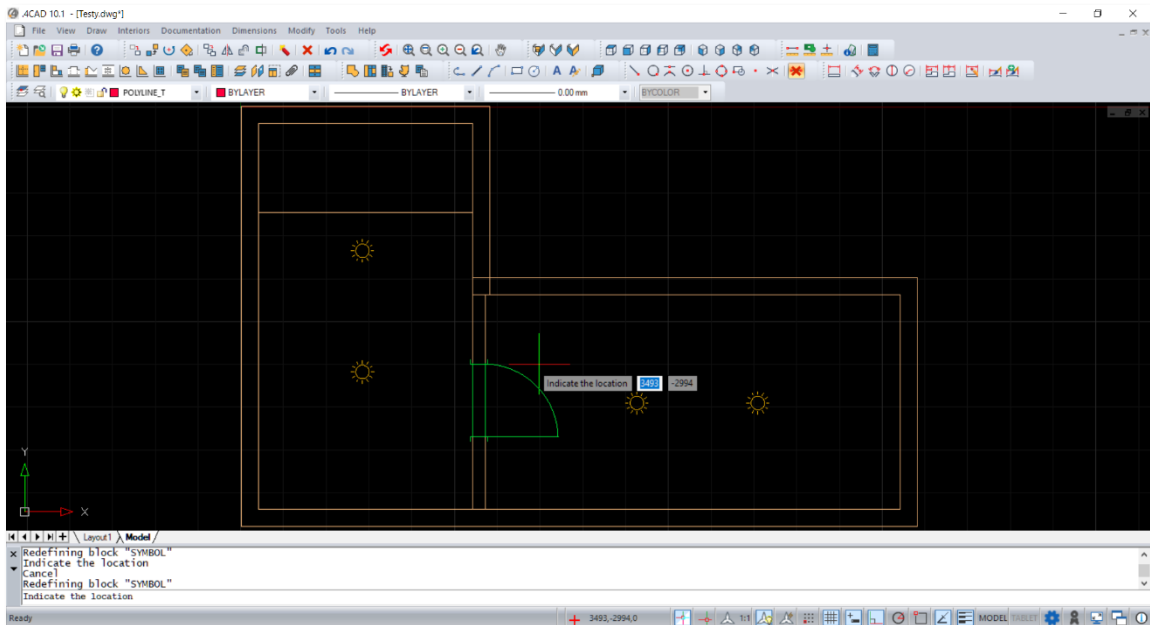 .4CAD 10.1 - [Testy.dwg*]
File View Draw Interiors Documentation Dimensions Modify Tools Help
POLYLINE_T BYLAYER BYLAYER 0.00 mm BYCOLOR
Indicate the location 3493 -2994
Y
X
Layout1 Model
Redefining block "SYMBOL"
Indicate the location
Cancel
Redefining block "SYMBOL"
Indicate the location
Ready 3493,-2994,0 1:1 MODEL TABLET